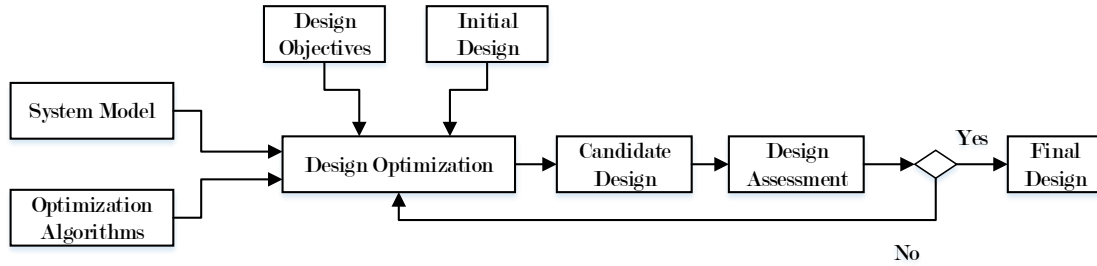 Design
Objectives
Initial
Design
System Model
Optimization
Algorithms
Design Optimization
Candidate
Design
Design
Assessment
Yes
No
Final
Design